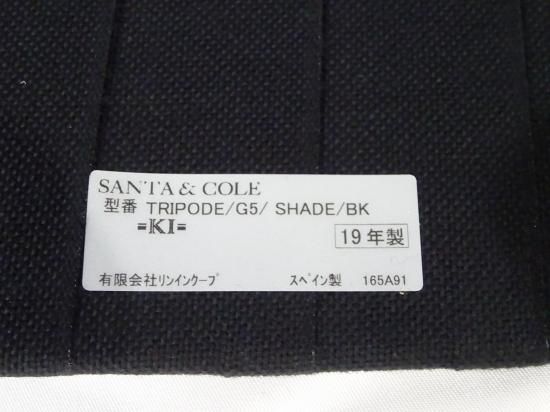 SANTA & COLE
型番 TRIPODE/G5/ SHADE/BK
=KI=
19年製
有限会社リンインクープ スペイン製 165A91